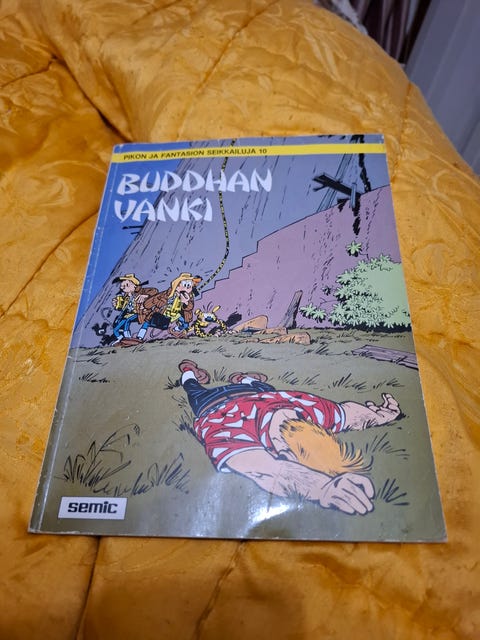 PIKON JA FANTASION SEIKKAILUJA 10
BUDDHAN
VANKI
semic